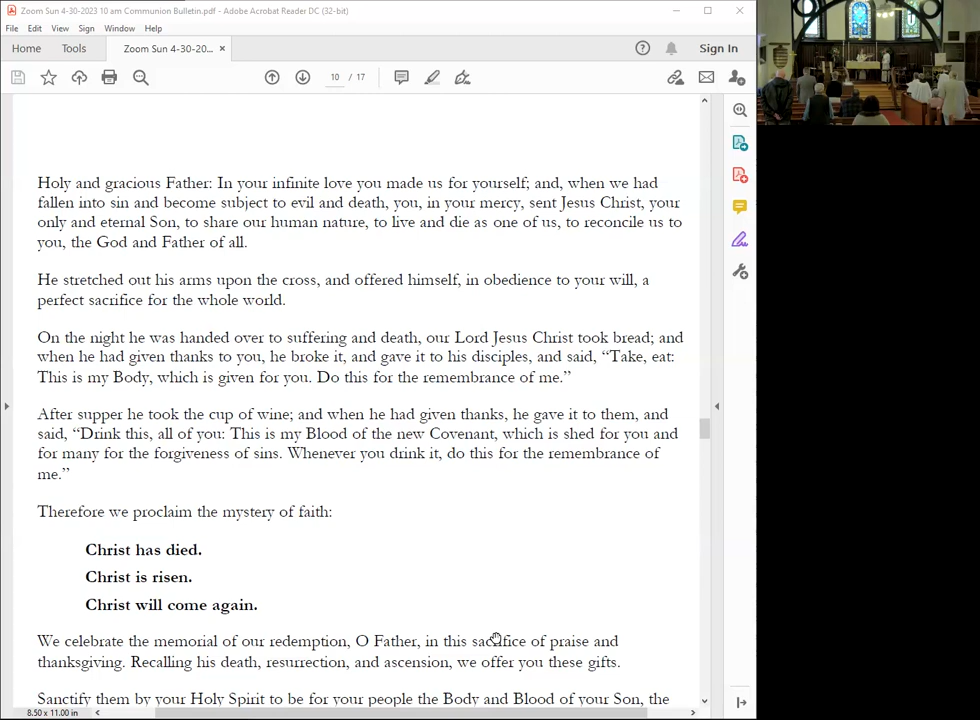 Zoom Sun 4-30-2023 10 am Communion Bulletin.pdf - Adobe Acrobat Reader DC (32-bit)
File Edit View Sign Window Help
Home Tools Zoom Sun 4-30-20... × Sign In
10 / 17
Holy and gracious Father: In your infinite love you made us for yourself; and, when we had
fallen into sin and become subject to evil and death, you, in your mercy, sent Jesus Christ, your
only and eternal Son, to share our human nature, to live and die as one of us, to reconcile us to
you, the God and Father of all.
He stretched out his arms upon the cross, and offered himself, in obedience to your will, a
perfect sacrifice for the whole world.
On the night he was handed over to suffering and death, our Lord Jesus Christ took bread; and
when he had given thanks to you, he broke it, and gave it to his disciples, and said, “Take, eat:
This is my Body, which is given for you. Do this for the remembrance of me.”
After supper he took the cup of wine; and when he had given thanks, he gave it to them, and
said, “Drink this, all of you: This is my Blood of the new Covenant, which is shed for you and
for many for the forgiveness of sins. Whenever you drink it, do this for the remembrance of
me.”
Therefore we proclaim the mystery of faith:
Christ has died.
Christ is risen.
Christ will come again.
We celebrate the memorial of our redemption, O Father, in this sacrifice of praise and
thanksgiving. Recalling his death, resurrection, and ascension, we offer you these gifts.
Sanctify them by your Holy Spirit to be for your people the Body and Blood of your Son, the
8.50 x 11.00 in